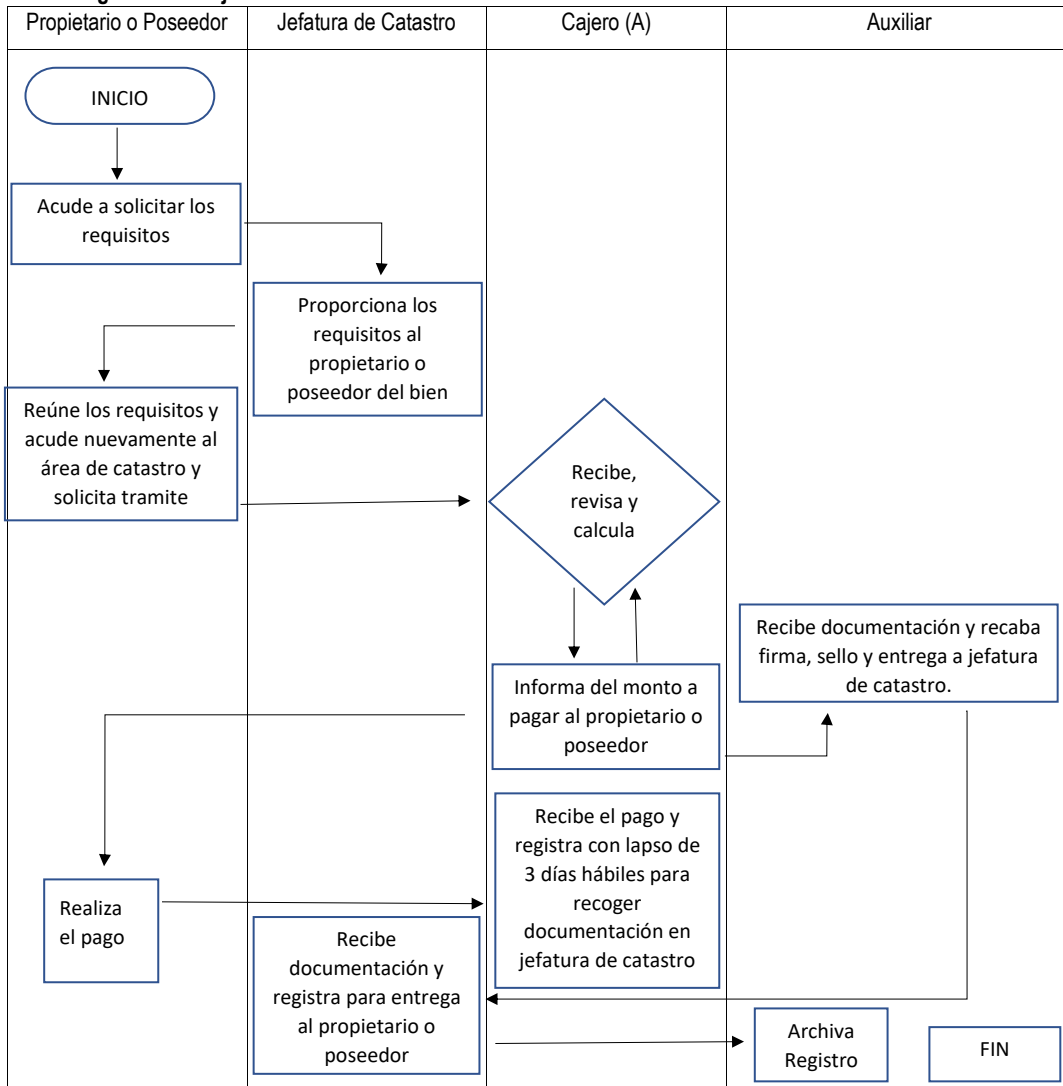 Propietario o Poseedor
Jefatura de Catastro
Cajero (A)
Auxiliar
INICIO
Acude a solicitar los
requisitos
Proporciona los
requisitos al
propietario o
poseedor del bien
Reúne los requisitos y
acude nuevamente al
área de catastro y
solicita tramite
Recibe,
revisa y
calcula
Informa del monto a
pagar al propietario o
poseedor
Recibe documentación y recaba
firma, sello y entrega a jefatura
de catastro.
Realiza
el pago
Recibe el pago y
registra con lapso de
3 días hábiles para
recoger
documentación en
jefatura de catastro
Recibe
documentación y
registra para entrega
al propietario o
poseedor
Archiva
Registro
FIN